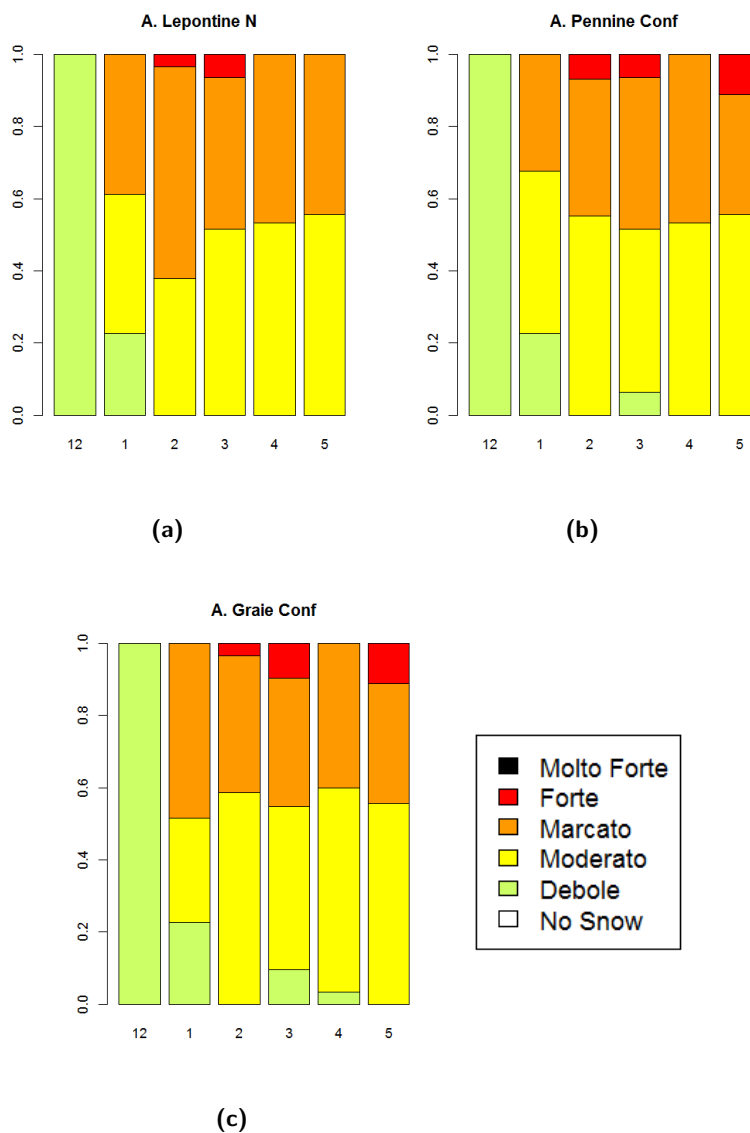 A. Lepontine N
0.0 0.2 0.4 0.6 0.8 1.0
12 1 2 3 4 5
(a)
A. Pennine Conf
0.0 0.2 0.4 0.6 0.8 1.0
12 1 2 3 4 5
(b)
A. Graie Conf
0.0 0.2 0.4 0.6 0.8 1.0
12 1 2 3 4 5
(c)
Molto Forte
Forte
Marcato
Moderato
Debole
No Snow